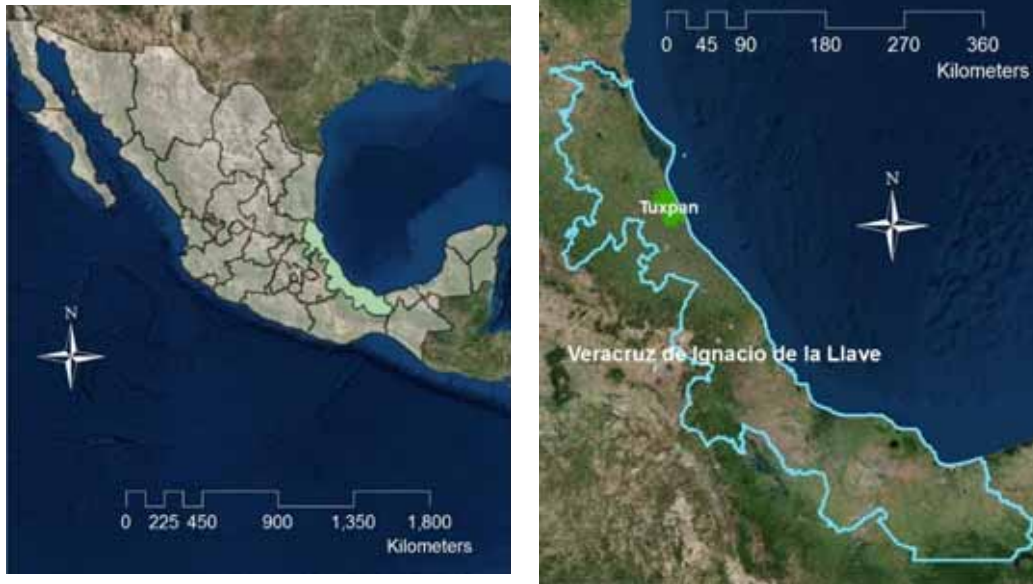 N
0 225 450 900 1,350 1,800
Kilometers
0 45 90 180 270 360
Kilometers
N
Tuxpan
Veracruz de Ignacio de la Llave